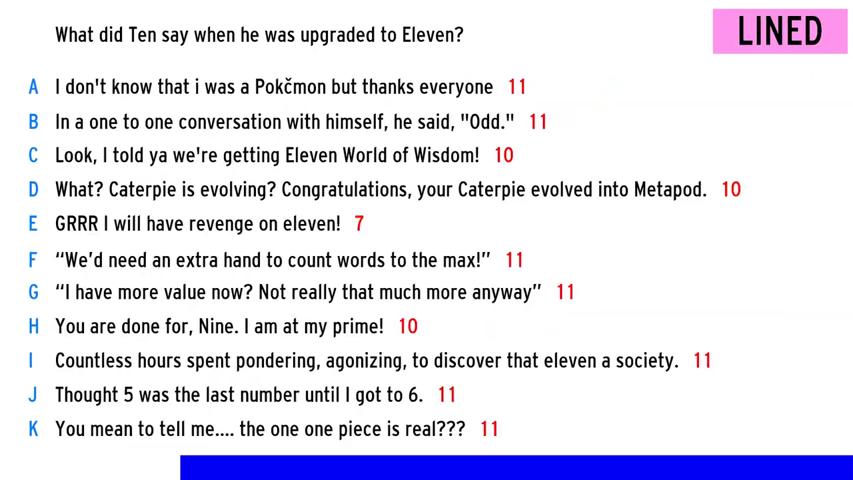 What did Ten say when he was upgraded to Eleven?
LINED
A I don't know that i was a Pokčmon but thanks everyone 11
B In a one to one conversation with himself, he said, "Odd." 11
C Look, I told ya we're getting Eleven World of Wisdom! 10
D What? Caterpie is evolving? Congratulations, your Caterpie evolved into Metapod. 10
E GRRR I will have revenge on eleven! 7
F “We’d need an extra hand to count words to the max!” 11
G “I have more value now? Not really that much more anyway” 11
H You are done for, Nine. I am at my prime! 10
I Countless hours spent pondering, agonizing, to discover that eleven a society. 11
J Thought 5 was the last number until I got to 6. 11
K You mean to tell me.... the one one piece is real??? 11